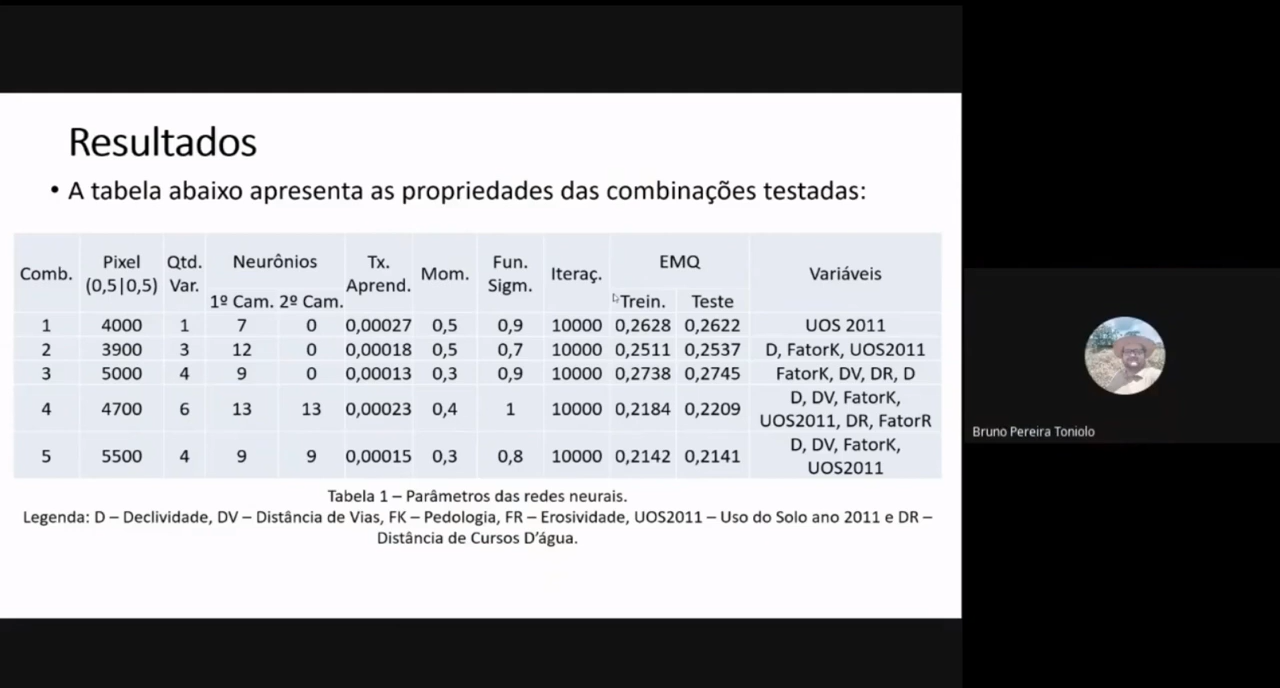 Resultados
• A tabela abaixo apresenta as propriedades das combinações testadas:
Comb. Pixel (0,5|0,5) Qtd. Var. Neurônios Tx. Aprend. Mom. Fun. Sigm. Iteraç. EMQ Variáveis
1º Cam. 2º Cam. Trein. Teste
1 4000 1 7 0 0,00027 0,5 0,9 10000 0,2628 0,2622 UOS 2011
2 3900 3 12 0 0,00018 0,5 0,7 10000 0,2511 0,2537 D, FatorK, UOS2011
3 5000 4 9 0 0,00013 0,3 0,9 10000 0,2738 0,2745 FatorK, DV, DR, D
4 4700 6 13 13 0,00023 0,4 1 10000 0,2184 0,2209 D, DV, FatorK,
UOS2011, DR, FatorR
5 5500 4 9 9 0,00015 0,3 0,8 10000 0,2142 0,2141 D, DV, FatorK,
UOS2011
Tabela 1 – Parâmetros das redes neurais.
Legenda: D – Declividade, DV – Distância de Vias, FK – Pedologia, FR – Erosividade, UOS2011 – Uso do Solo ano 2011 e DR –
Distância de Cursos D’água.
Bruno Pereira Toniolo